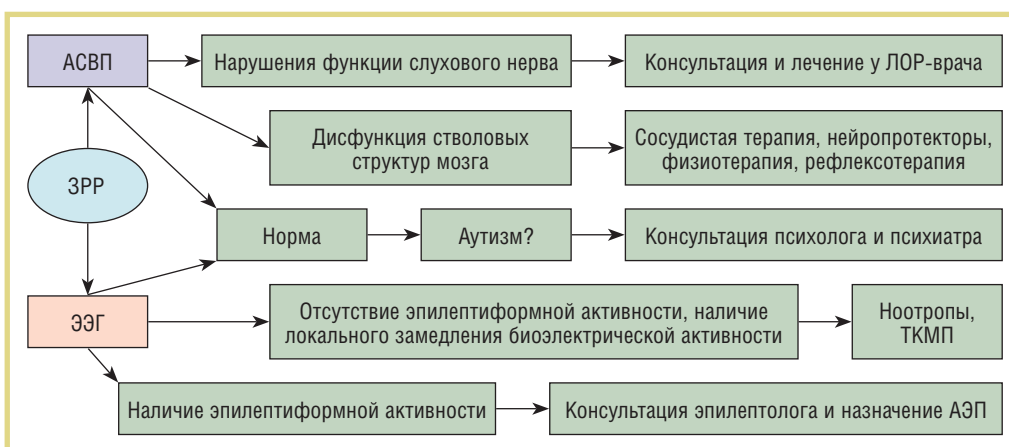 АСВП
Нарушения функции слухового нерва
Консультация и лечение у ЛОР-врача
Дисфункция стволовых
структур мозга
Сосудистая терапия, нейропротекторы,
физиотерапия, рефлексотерапия
ЗРР
Норма
Аутизм?
Консультация психолога и психиатра
ЭЭГ
Отсутствие эпилептиформной активности, наличие
локального замедления биоэлектрической активности
Ноотропы,
ТКМП
Наличие эпилептиформной активности
Консультация эпилептолога и назначение АЭП